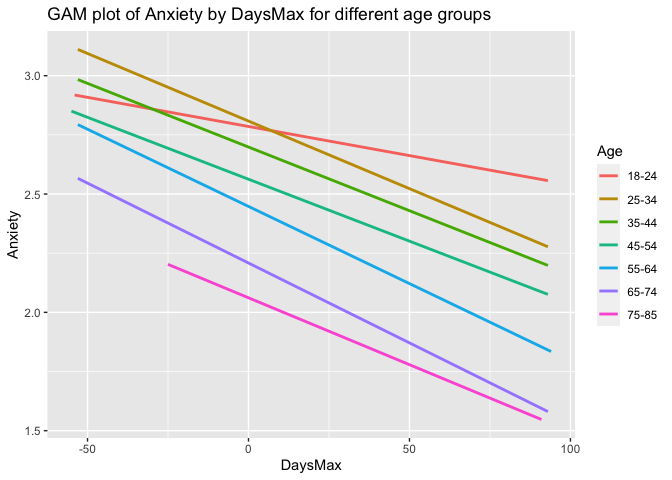 GAM plot of Anxiety by DaysMax for different age groups
3.0
2.5
2.0
1.5
Anxiety
-50 0 50 100
DaysMax
Age
18-24
25-34
35-44
45-54
55-64
65-74
75-85